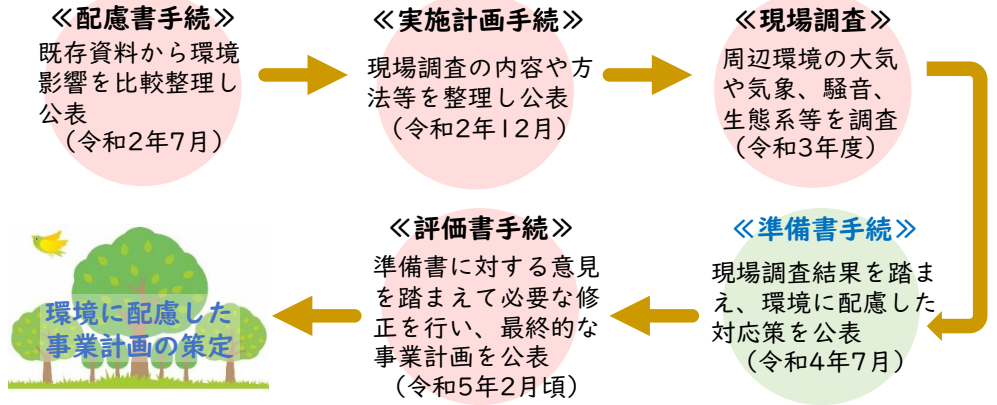 ≪配慮書手続≫
既存資料から環境
影響を比較整理し
公表
（令和2年7月）
≪実施計画手続≫
現場調査の内容や方
法等を整理し公表
（令和2年12月）
≪現場調査≫
周辺環境の大気
や気象、騒音、
生態系等を調査
（令和3年度）
≪準備書手続≫
現場調査結果を踏ま
え、環境に配慮した
対応策を公表
（令和4年7月）
≪評価書手続≫
準備書に対する意見
を踏まえて必要な修
正を行い、最終的な
事業計画を公表
（令和5年2月頃）
環境に配慮した
事業計画の策定